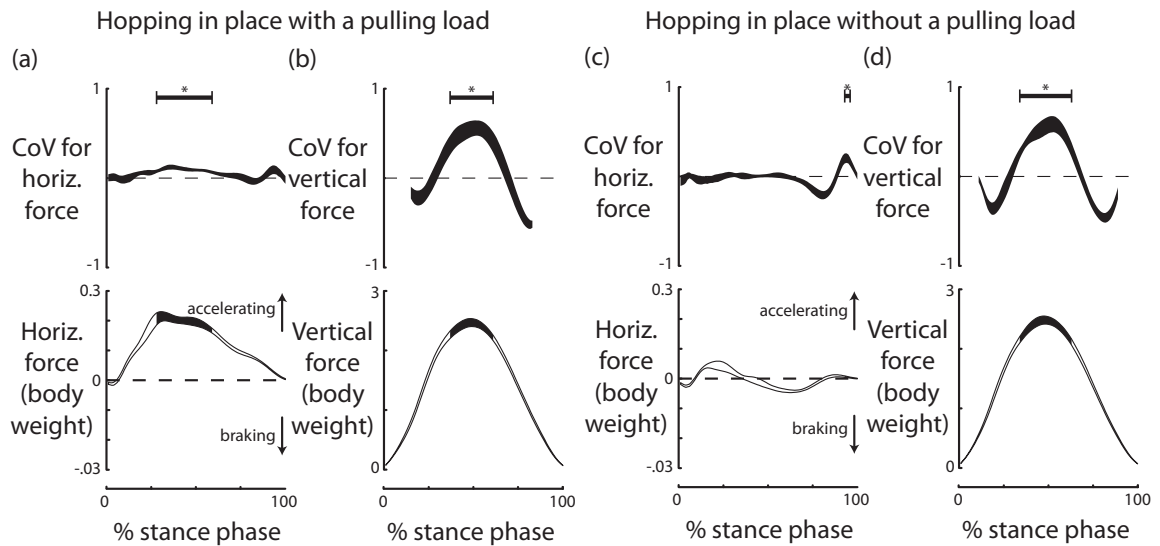 Hopping in place with a pulling load
Hopping in place without a pulling load
(a)
(b)
(c)
(d)
1
*
CoV for
horiz.
force
-1
1
*
CoV for
vertical
force
-1
1
*
CoV for
horiz.
force
-1
1
*
CoV for
vertical
force
-1
0.3
accelerating
Horiz.
force
(body
weight)
0
braking
-.03
0
100
% stance phase
3
Vertical
force
(body
weight)
0
0
100
% stance phase
0.3
accelerating
Horiz.
force
(body
weight)
0
braking
-.03
0
100
% stance phase
3
Vertical
force
(body
weight)
0
0
100
% stance phase